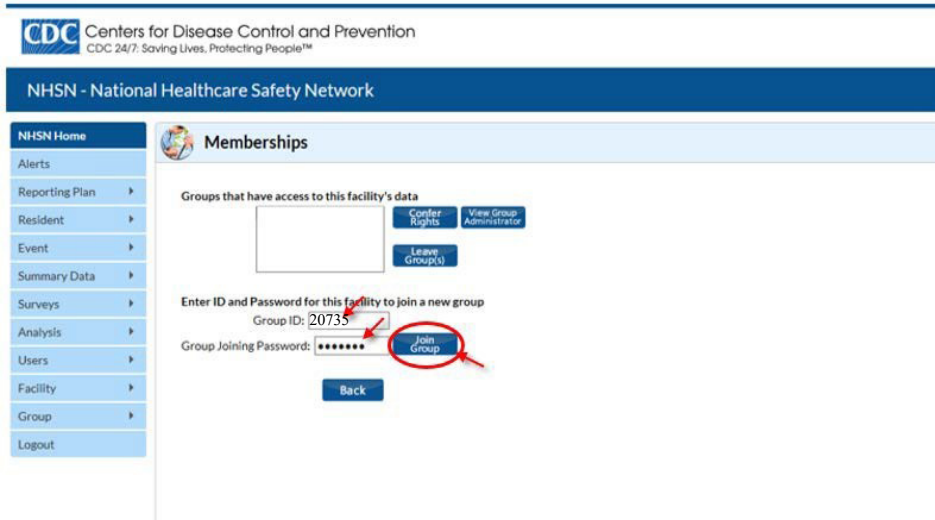 CDC Centers for Disease Control and Prevention
CDC 24/7: Saving Lives, Protecting People™
NHSN - National Healthcare Safety Network
NHSN Home
Alerts
Reporting Plan
Resident
Event
Summary Data
Surveys
Analysis
Users
Facility
Group
Logout
Memberships
Groups that have access to this facility's data
Confer Rights
View Group Administrator
Leave Group(s)
Enter ID and Password for this facility to join a new group
Group ID: 20735
Group Joining Password: •••••••
Join Group
Back